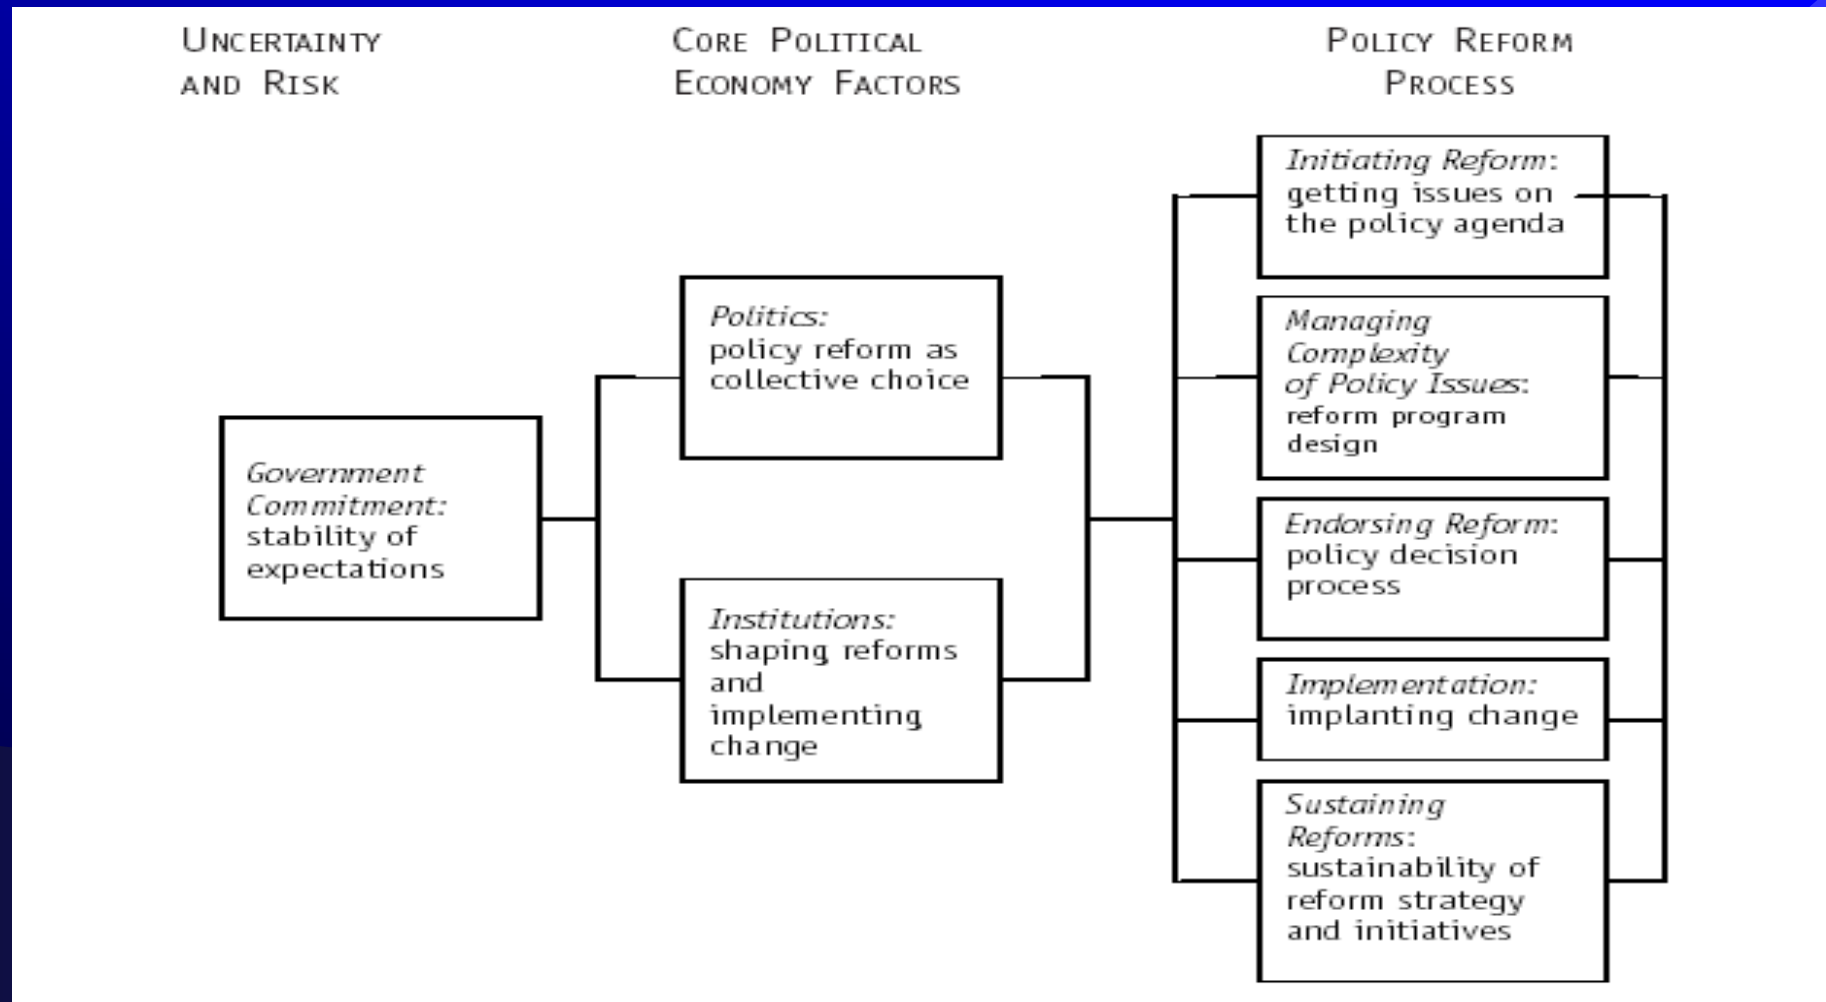 UNCERTAINTY
AND RISK
CORE POLITICAL
ECONOMY FACTORS
POLICY REFORM
PROCESS
Government
Commitment:
stability of
expectations
Politics:
policy reform as
collective choice
Institutions:
shaping reforms
and
implementing
change
Initiating Reform:
getting issues on
the policy agenda
Managing
Complexity
of Policy Issues:
reform program
design
Endorsing Reform:
policy decision
process
Implementation:
implanting change
Sustaining
Reforms:
sustainability of
reform strategy
and initiatives